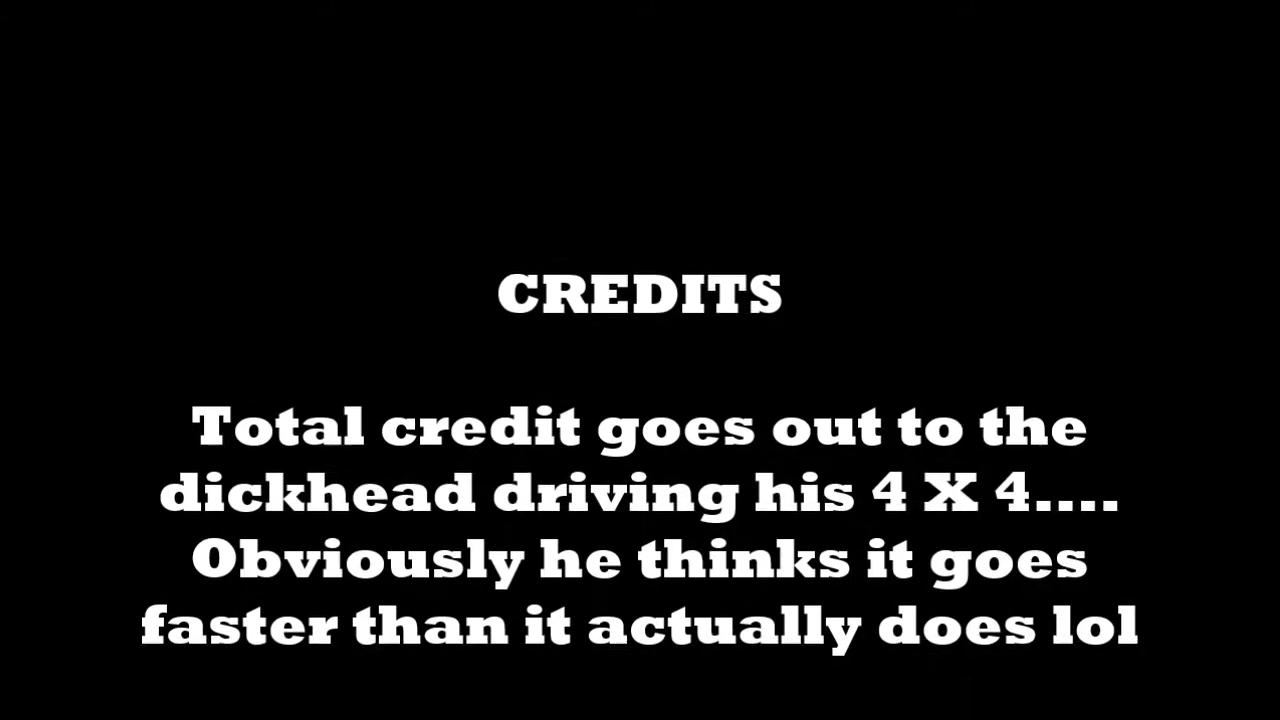 CREDITS
Total credit goes out to the
dickhead driving his 4 X 4....
Obviously he thinks it goes
faster than it actually does lol